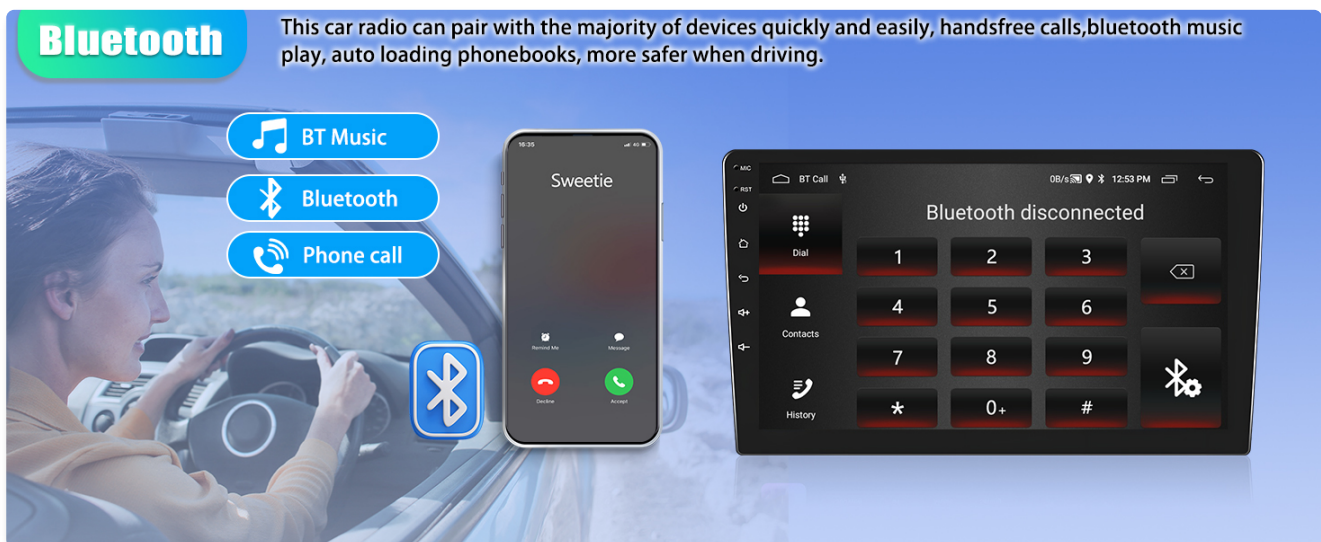 Bluetooth
This car radio can pair with the majority of devices quickly and easily, handsfree calls,bluetooth music
play, auto loading phonebooks, more safer when driving.
BT Music
Bluetooth
Phone call
16:35
4G
Sweetie
Remind Me
Message
Decline
Accept
MIC
RST
BT Call
0B/s
12:53 PM
Bluetooth disconnected
Dial
Contacts
History
1
2
3
4
5
6
7
8
9
*
0+
#